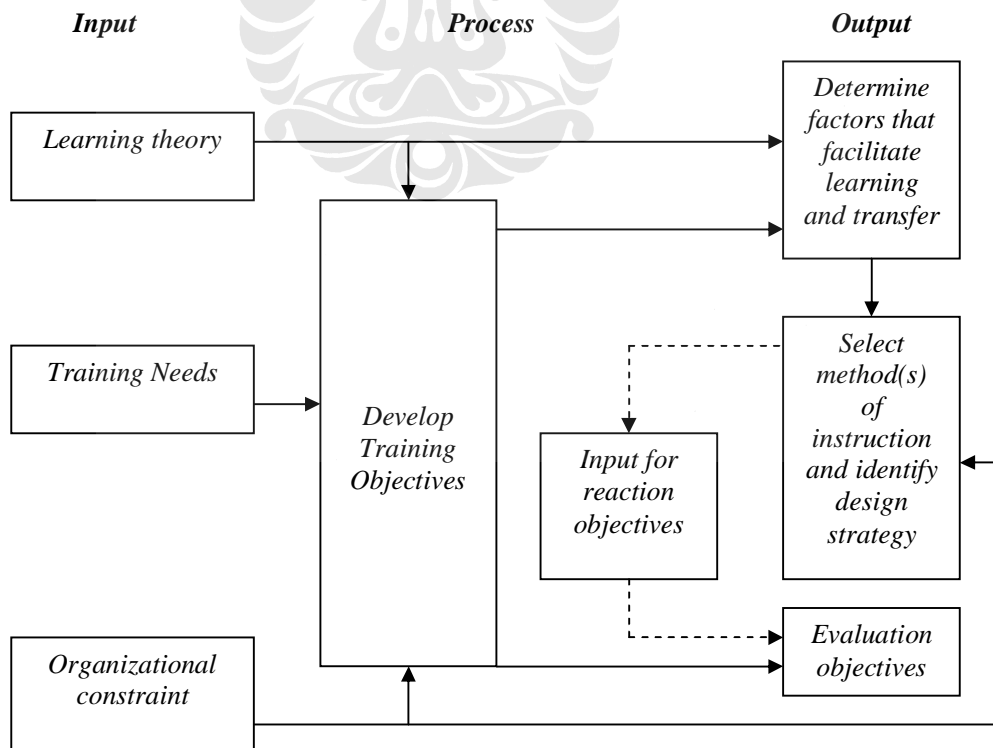 Input Process Output
Learning theory
Training Needs
Organizational
constraint
Develop
Training
Objectives
Input for
reaction
objectives
Determine
factors that
facilitate
learning
and transfer
Select
method(s)
of
instruction
and identify
design
strategy
Evaluation
objectives